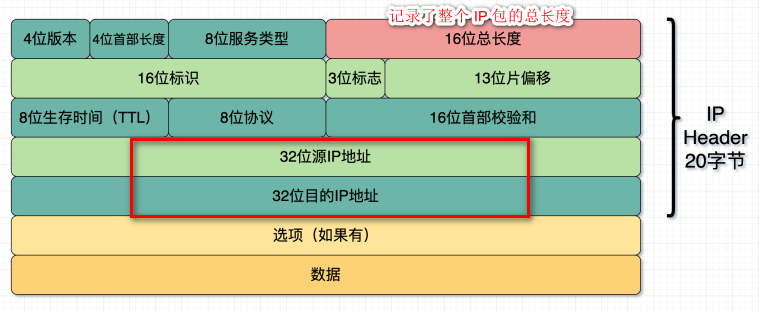 记录了整个 IP 包的总长度
4位版本 4位首部长度 8位服务类型 16位总长度
16位标识 3位标志 13位片偏移
8位生存时间（TTL） 8位协议 16位首部校验和
32位源IP地址
32位目的IP地址
选项（如果有）
数据
IP
Header
20字节